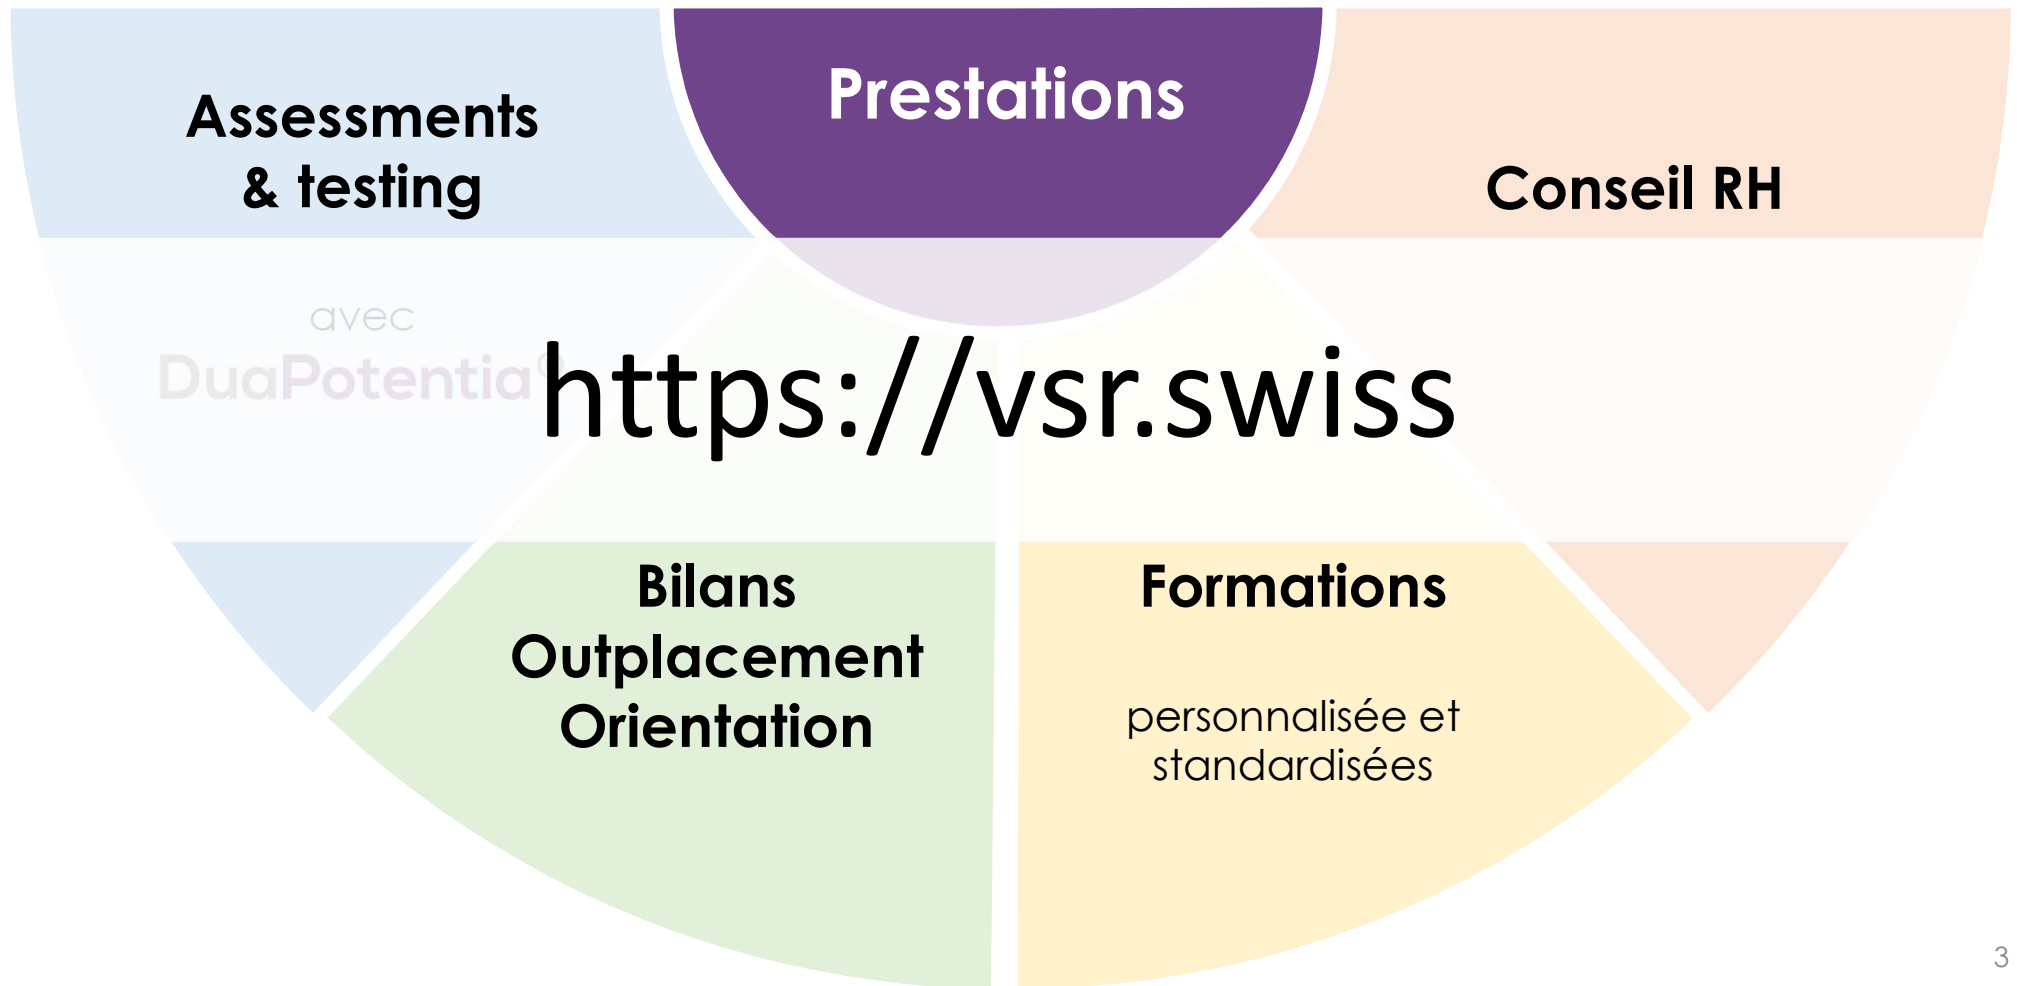 Prestations
Assessments
& testing
avec
DuaPotentia®
Conseil RH
https://vsr.swiss
Bilans
Outplacement
Orientation
Formations
personnalisée et
standardisées
3